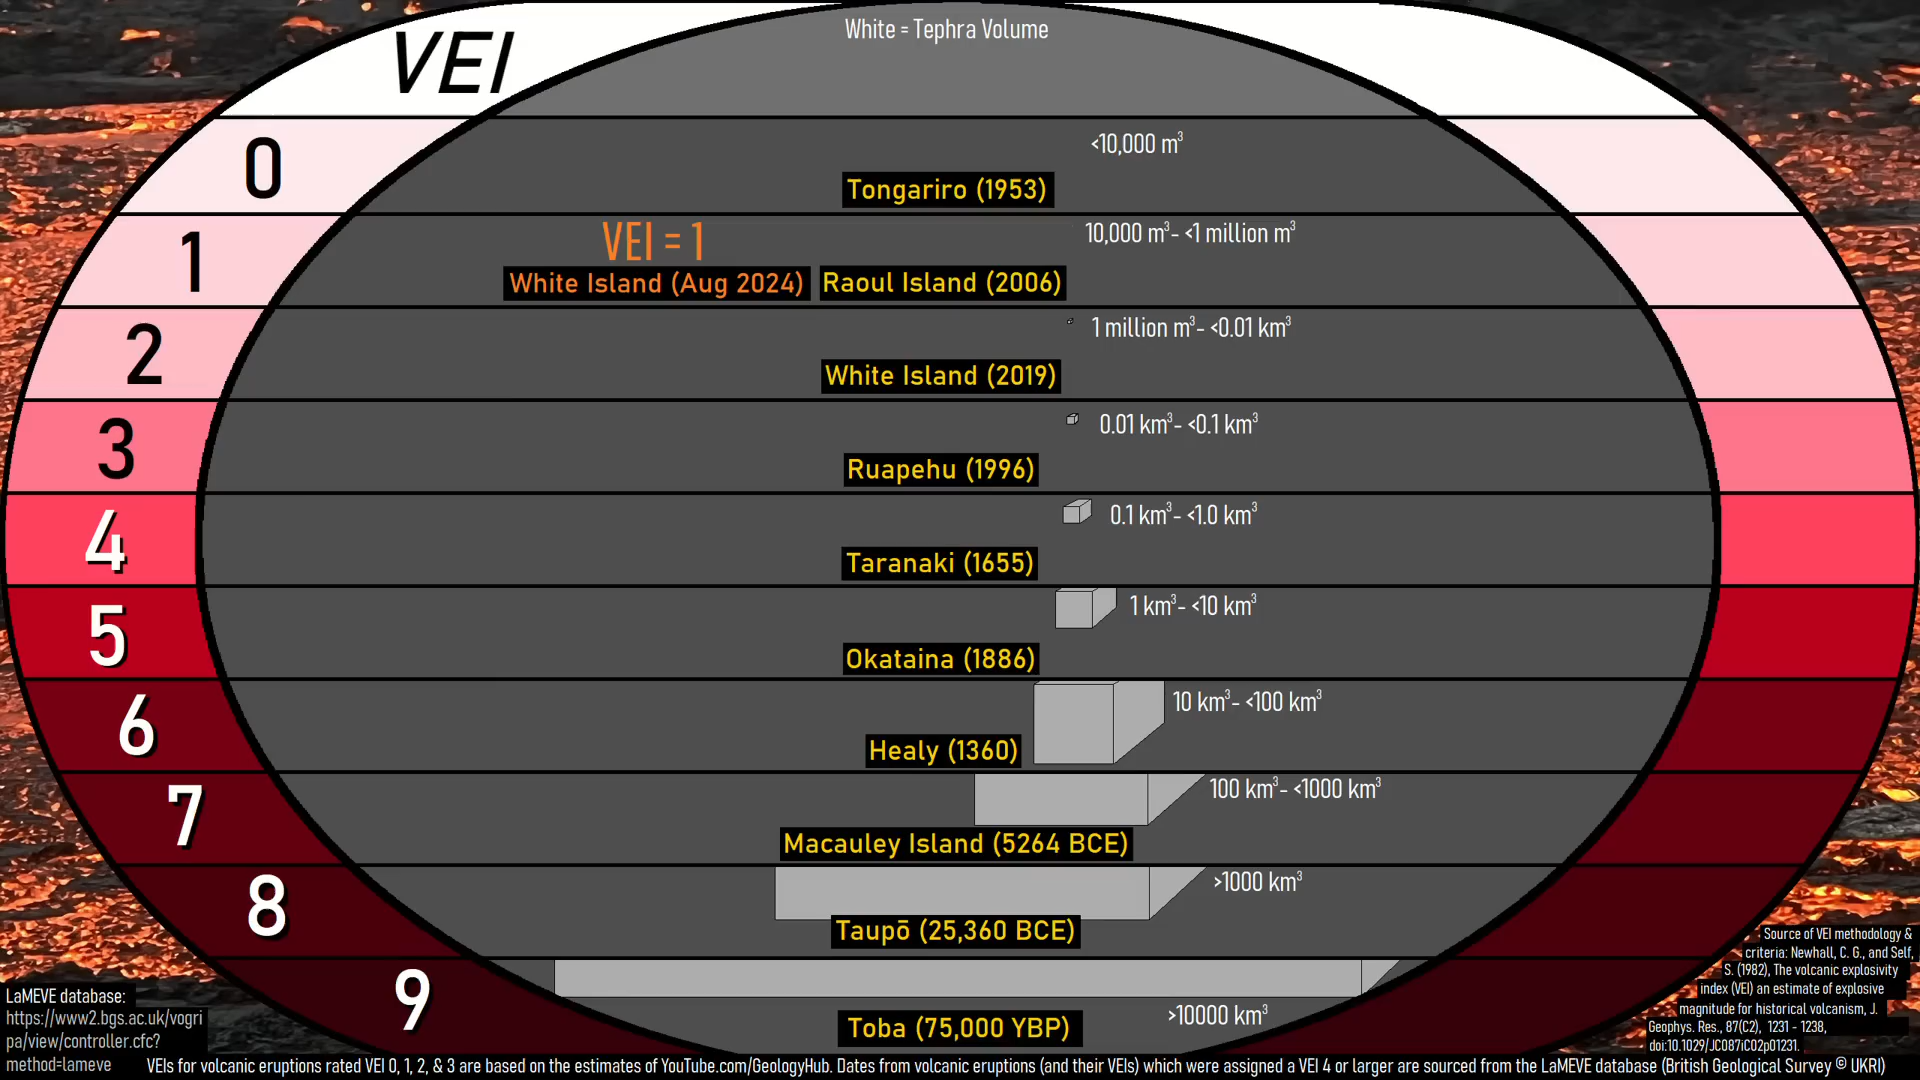 White = Tephra Volume
VEI
0
<10,000 m³
Tongariro (1953)
1
VEI = 1
10,000 m³- <1 million m³
White Island (Aug 2024)
Raoul Island (2006)
2
1 million m³- <0.01 km³
White Island (2019)
3
0.01 km³- <0.1 km³
Ruapehu (1996)
4
0.1 km³- <1.0 km³
Taranaki (1655)
5
1 km³- <10 km³
Okataina (1886)
6
10 km³- <100 km³
Healy (1360)
7
100 km³- <1000 km³
Macauley Island (5264 BCE)
8
>1000 km³
Taupō (25,360 BCE)
9
>10000 km³
Toba (75,000 YBP)
Source of VEI methodology &
criteria: Newhall, C. G., and Self,
S. (1982), The volcanic explosivity
index (VEI) an estimate of explosive
magnitude for historical volcanism, J.
Geophys. Res., 87(C2), 1231 - 1238,
doi:10.1029/JC087iC02p01231.
LaMEVE database:
https://www2.bgs.ac.uk/vogri
pa/view/controller.cfc?
method=lameve
VEIs for volcanic eruptions rated VEI 0, 1, 2, & 3 are based on the estimates of YouTube.com/GeologyHub. Dates from volcanic eruptions (and their VEIs) which were assigned a VEI 4 or larger are sourced from the LaMEVE database (British Geological Survey © UKRI)